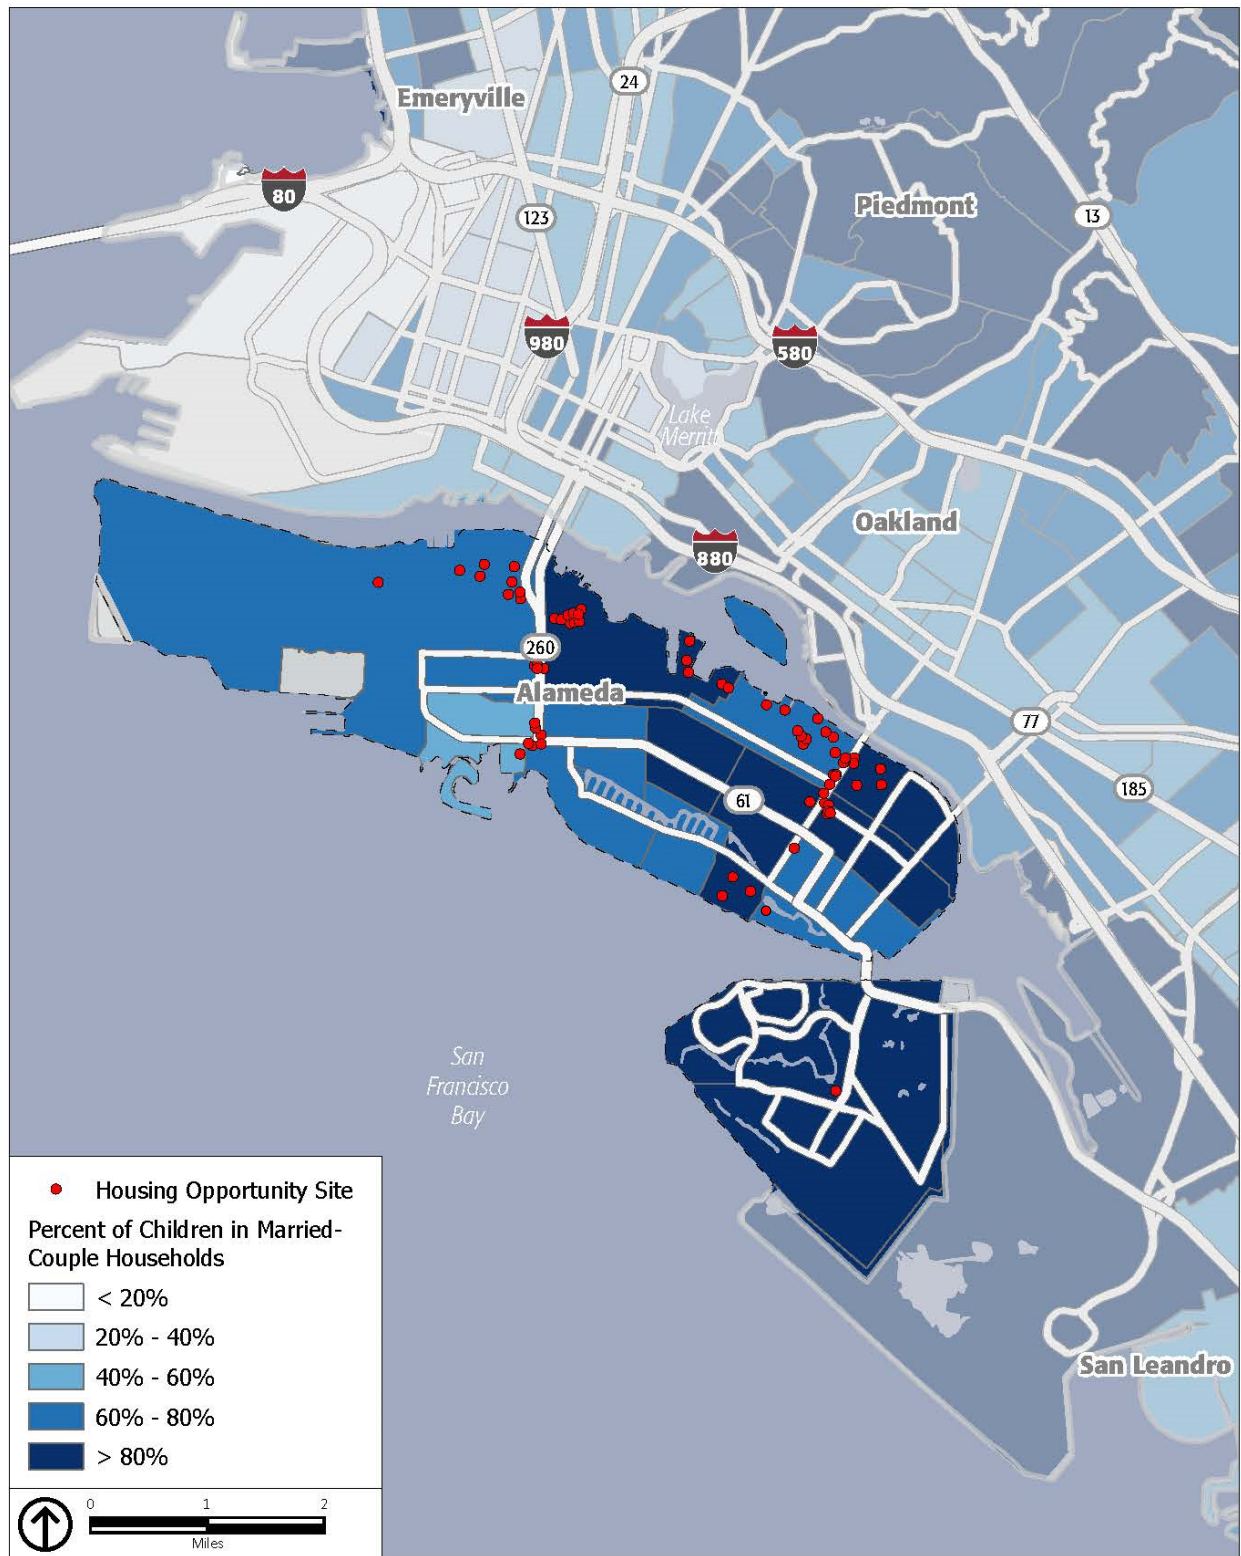 24
Emeryville
80
Piedmont
123
13
980
580
Lake
Merritt
Oakland
880
260
Alameda
77
185
61
San
Francisco
Bay
San Leandro
Housing Opportunity Site
Percent of Children in Married-
Couple Households
< 20%
20% - 40%
40% - 60%
60% - 80%
> 80%
0 1 2
Miles